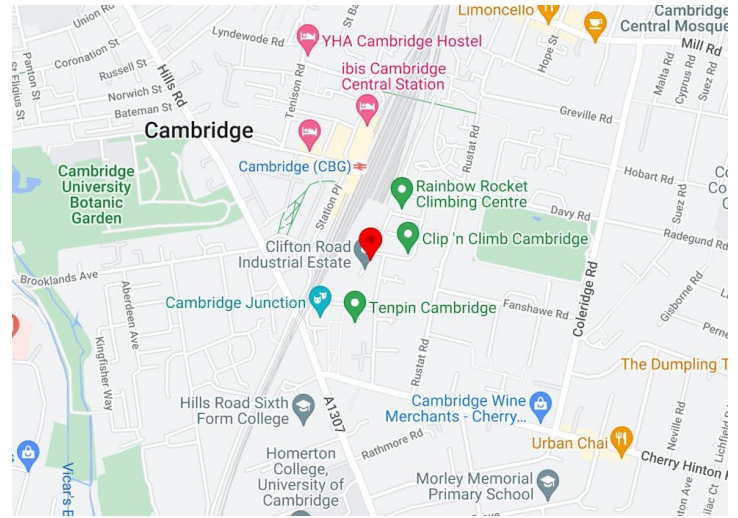 Limoncello
Cambridge
Central Mosque
Union Rd
Lyndewode Rd
YHA Cambridge Hostel
Mill Rd
Coronation St
Russell St
Panton St
Norwich St
Bateman St
Hills Rd
Tenison Rd
ibis Cambridge
Central Station
Hope St
Malta Rd
Cyprus Rd
Suez Rd
Greville Rd
Cambridge
Rustat Rd
Cambridge (CBG)
Cambridge
University
Botanic
Garden
Station Pl
Rainbow Rocket
Climbing Centre
Hobart Rd
Suez Rd
Davy Rd
Radegund Rd
Clifton Road
Industrial Estate
Clip 'n Climb Cambridge
Brooklands Ave
Aberdeen Ave
Coleridge Rd
Gisborne Rd
Cambridge Junction
Tenpin Cambridge
Fanshawe Rd
Kingfisher Way
Rustat Rd
The Dumpling T
Hills Road Sixth
Form College
A1307
Cambridge Wine
Merchants - Cherry...
Neville Rd
Lichfield Rd
Rathmore Rd
Urban Chai
Cherry Hinton
Homerton
College,
University of
Cambridge
Morley Memorial
Primary School